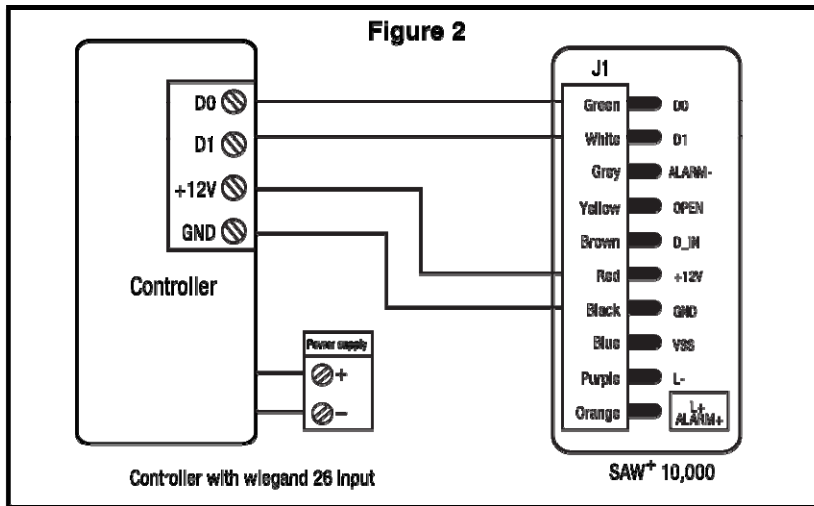 Figure 2
D0
D1
+12V
GND
Controller
Power supply
+
−
Controller with wiegand 26 input
J1
Green D0
White D1
Grey ALARM-
Yellow OPEN
Brown D_IN
Red +12V
Black GND
Blue VSS
Purple L-
Orange L+ ALARM+
SAW+ 10,000